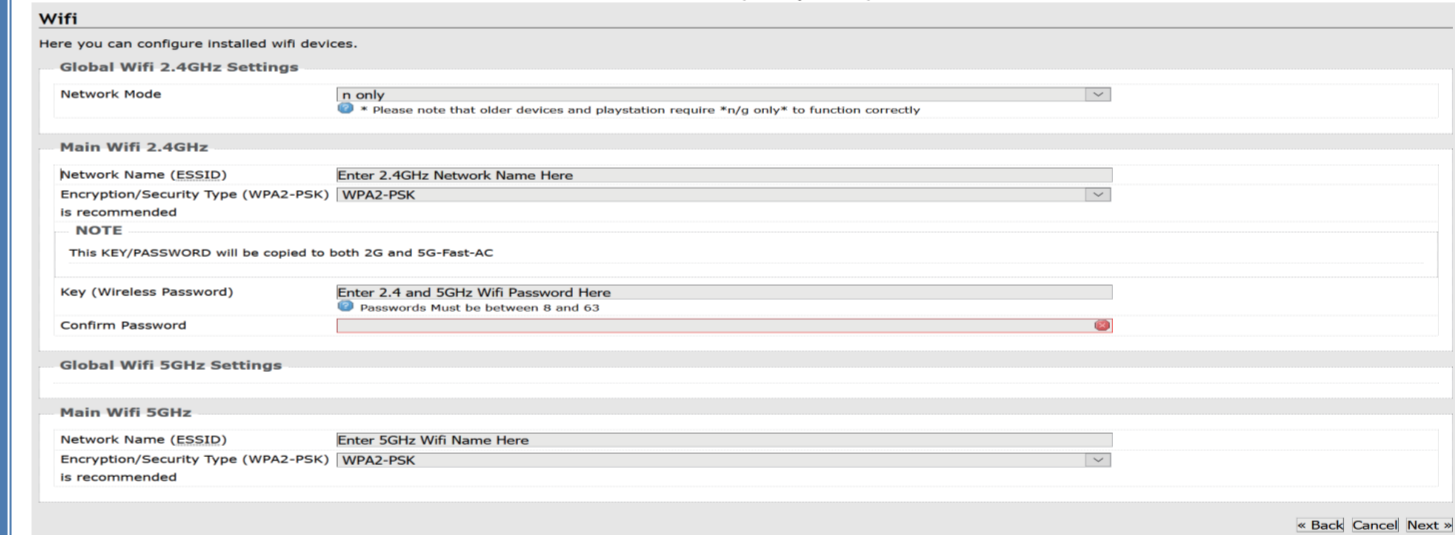 Wifi
Here you can configure installed wifi devices.
Global Wifi 2.4GHz Settings
Network Mode n only
* Please note that older devices and playstation require *n/g only* to function correctly
Main Wifi 2.4GHz
Network Name (ESSID) Enter 2.4GHz Network Name Here
Encryption/Security Type (WPA2-PSK) WPA2-PSK
is recommended
NOTE
This KEY/PASSWORD will be copied to both 2G and 5G-Fast-AC
Key (Wireless Password) Enter 2.4 and 5GHz Wifi Password Here
Passwords Must be between 8 and 63
Confirm Password
Global Wifi 5GHz Settings
Main Wifi 5GHz
Network Name (ESSID) Enter 5GHz Wifi Name Here
Encryption/Security Type (WPA2-PSK) WPA2-PSK
is recommended
« Back Cancel Next »